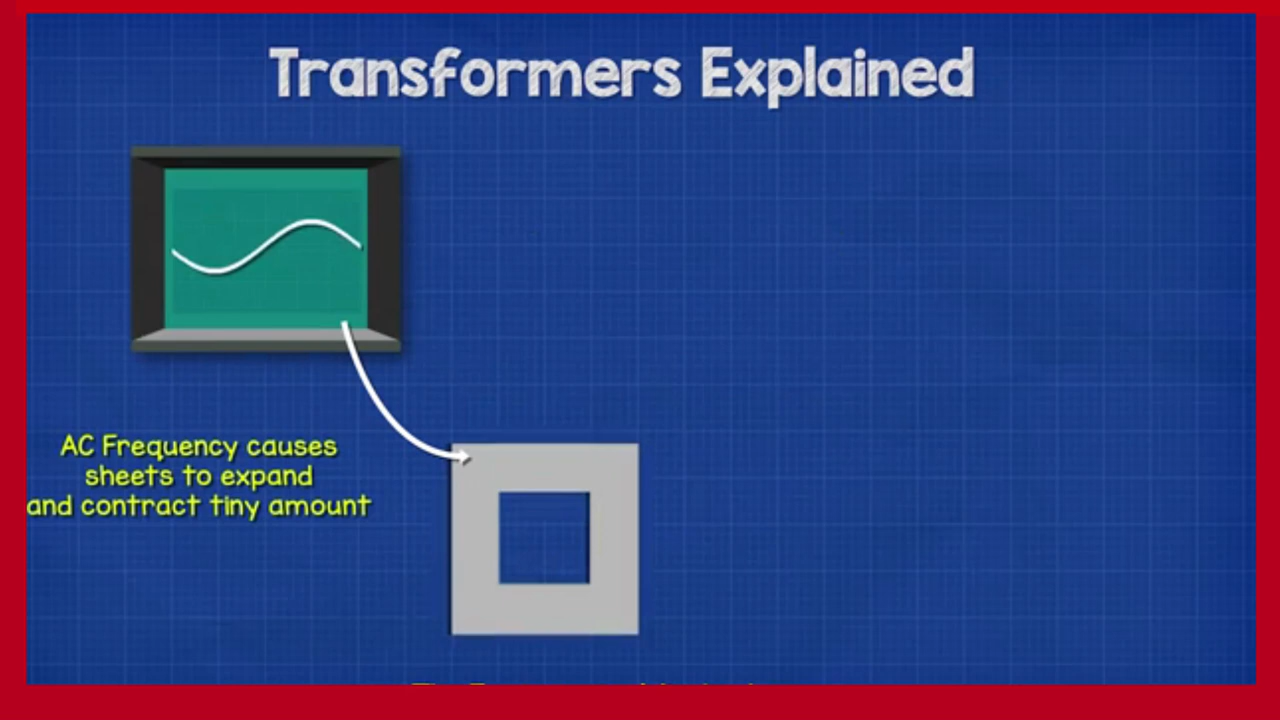 Transformers Explained
AC Frequency causes
sheets to expand
and contract tiny amount